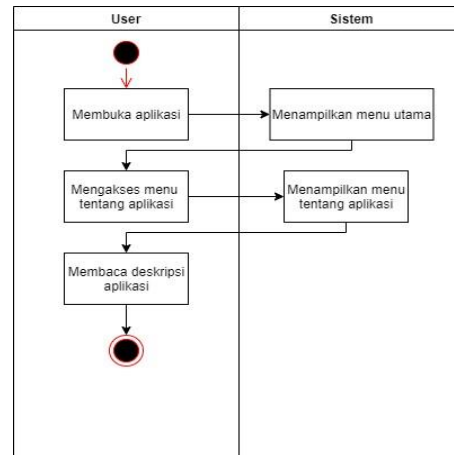 User
Sistem
Membuka aplikasi
Menampilkan menu utama
Mengakses menu
tentang aplikasi
Menampilkan menu
tentang aplikasi
Membaca deskripsi
aplikasi